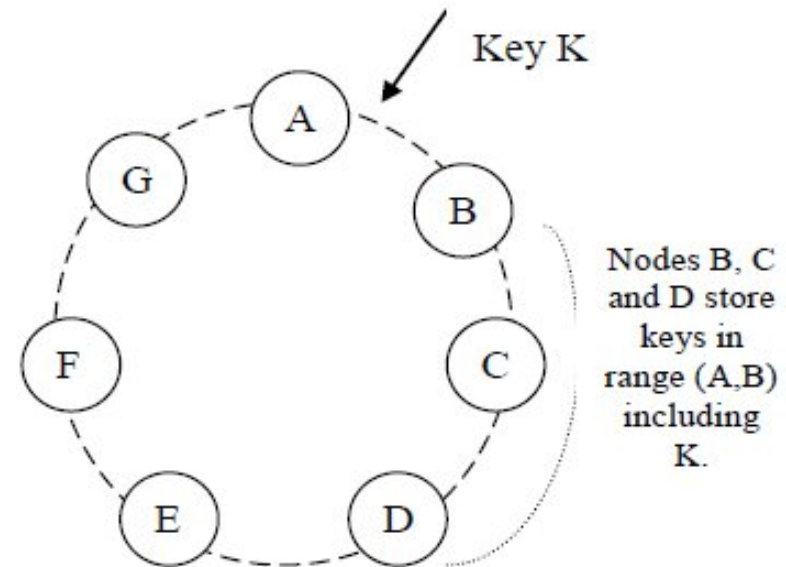 Key K
A
G
B
Nodes B, C
and D store
keys in
range (A,B)
including
K.
F
C
E
D